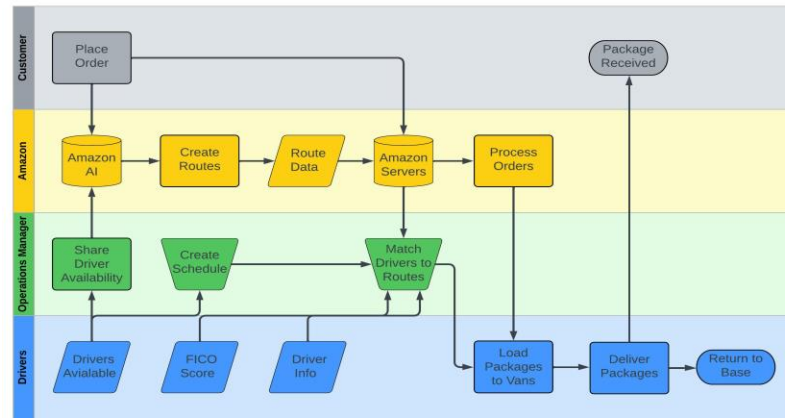 Customer
Place
Order
Package
Received
Amazon
Amazon
AI
Create
Routes
Route
Data
Amazon
Servers
Process
Orders
Operations Manager
Share
Driver
Availability
Create
Schedule
Match
Drivers to
Routes
Drivers
Drivers
Avialable
FICO
Score
Driver
Info
Load
Packages
to Vans
Deliver
Packages
Return to
Base